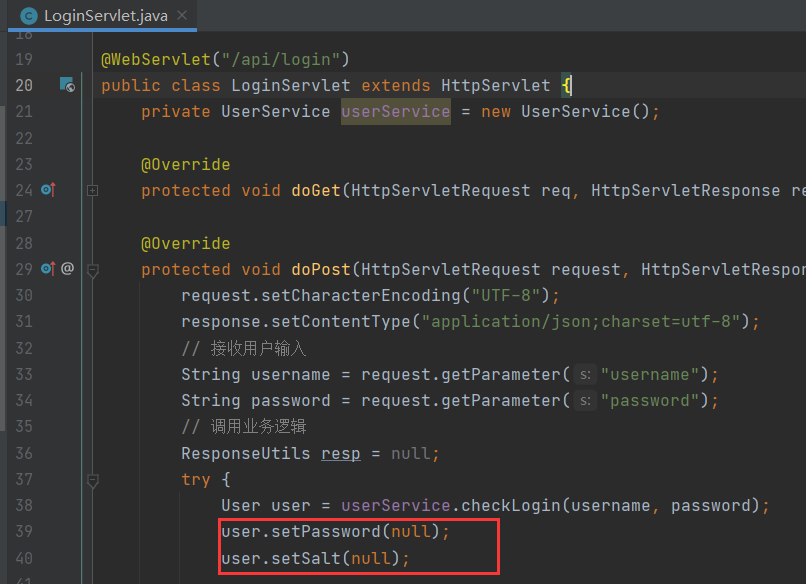 LoginServlet.java
18
19 @WebServlet("/api/login")
20 public class LoginServlet extends HttpServlet {
21 private UserService userService = new UserService();
22
23 @Override
24 protected void doGet(HttpServletRequest req, HttpServletResponse re
27
28 @Override
29 @ protected void doPost(HttpServletRequest request, HttpServletRespon
30 request.setCharacterEncoding("UTF-8");
31 response.setContentType("application/json;charset=utf-8");
32 // 接收用户输入
33 String username = request.getParameter( s: "username");
34 String password = request.getParameter( s: "password");
35 // 调用业务逻辑
36 ResponseUtils resp = null;
37 try {
38 User user = userService.checkLogin(username, password);
39 user.setPassword(null);
40 user.setSalt(null);